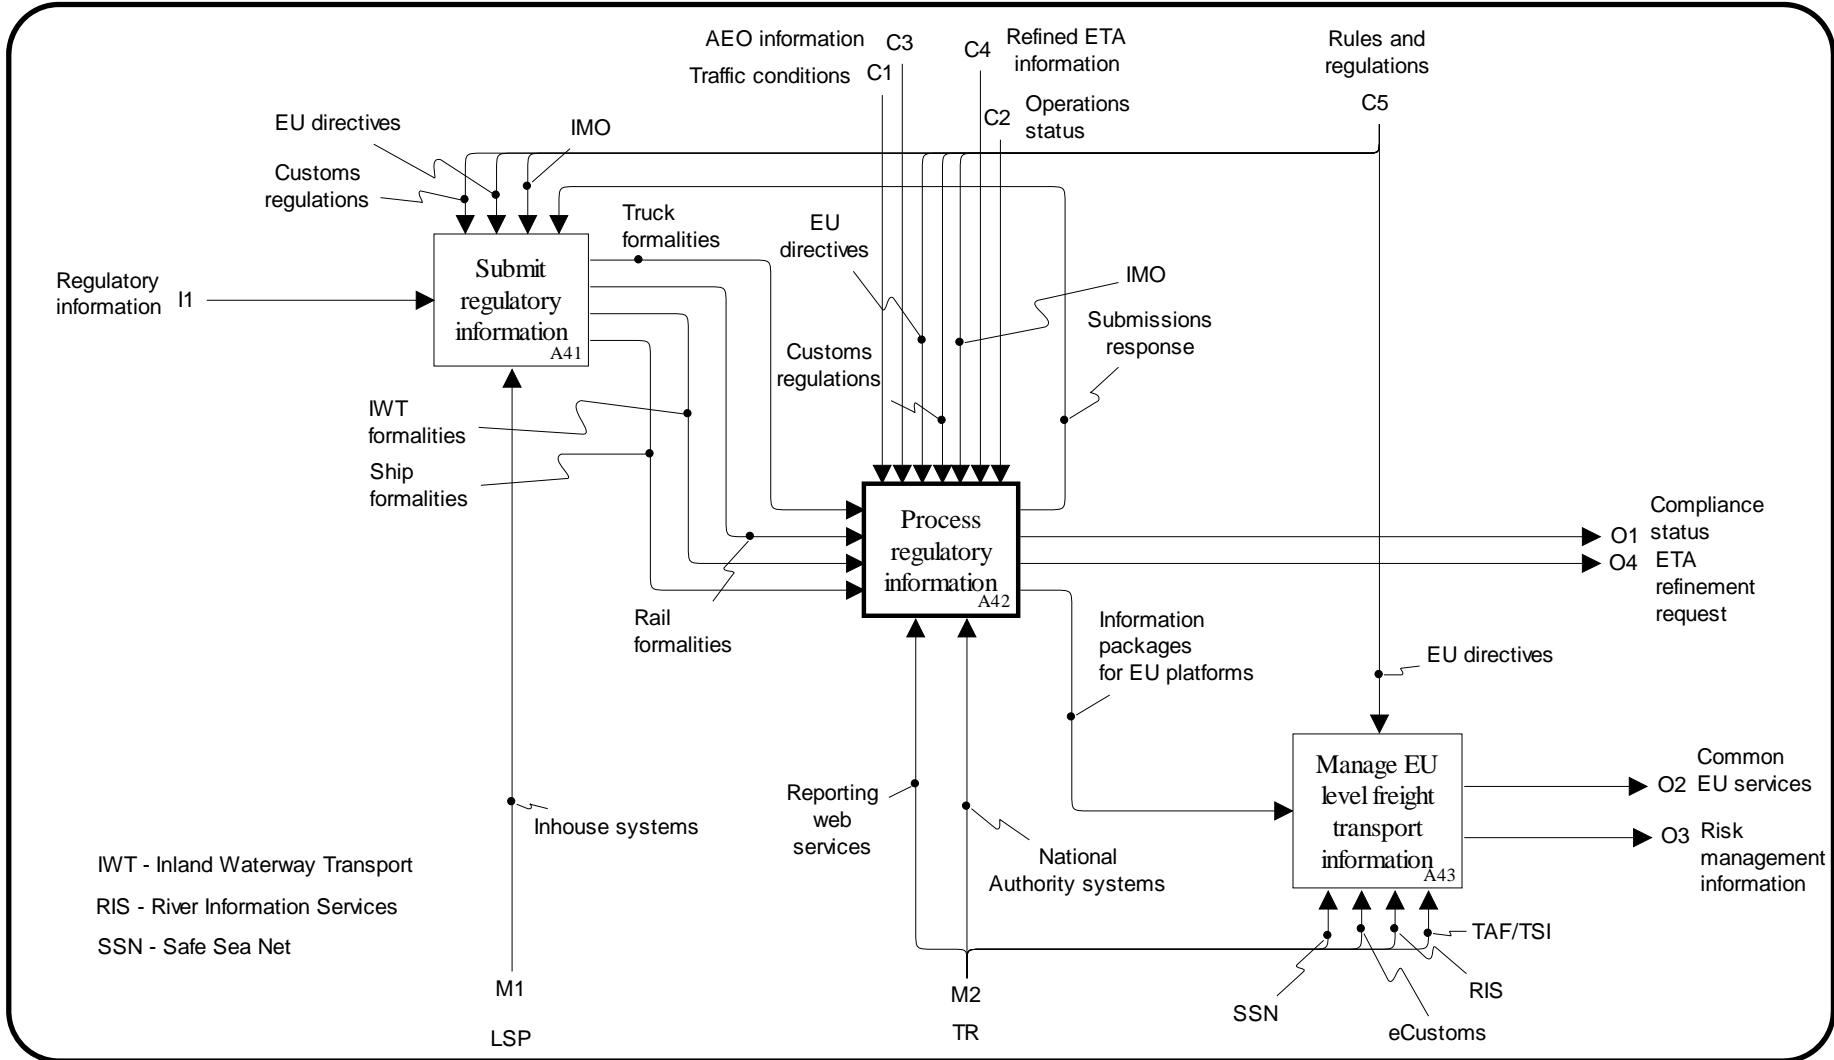 AEO information
C3
Traffic conditions
C1
C4
Refined ETA
information
C2
Operations
status
Rules and
regulations
C5
EU directives
IMO
Customs
regulations
Truck
formalities
EU
directives
IMO
Submissions
response
Customs
regulations
Regulatory
information
I1
Submit
regulatory
information
A41
IWT
formalities
Ship
formalities
Rail
formalities
Process
regulatory
information
A42
O1
Compliance
status
O4
ETA
refinement
request
Information
packages
for EU platforms
EU directives
Manage EU
level freight
transport
information
A43
O2
Common
EU services
O3
Risk
management
information
Reporting
web
services
National
Authority systems
Inhouse systems
IWT - Inland Waterway Transport
RIS - River Information Services
SSN - Safe Sea Net
TAF/TSI
RIS
SSN
eCustoms
M1
LSP
M2
TR